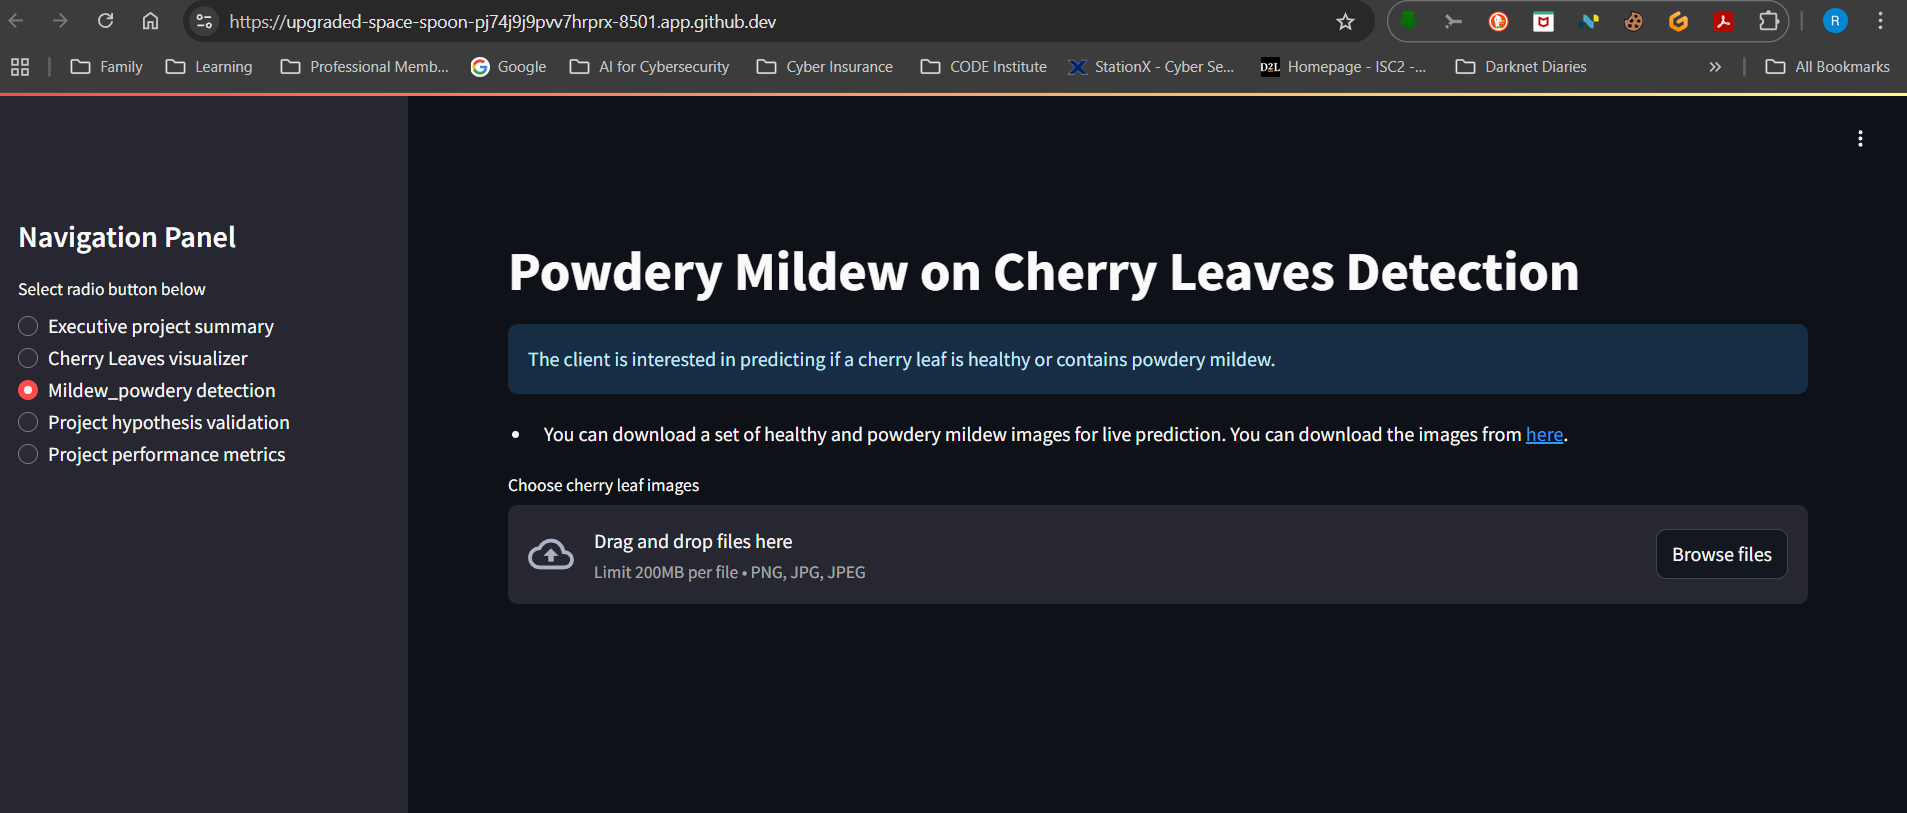 https://upgraded-space-spoon-pj74j9j9pvv7hrprx-8501.app.github.dev
R
Family
Learning
Professional Memb...
Google
AI for Cybersecurity
Cyber Insurance
CODE Institute
StationX - Cyber Se...
D2L
Homepage - ISC2 -...
Darknet Diaries
All Bookmarks
Navigation Panel
Select radio button below
Executive project summary
Cherry Leaves visualizer
Mildew_powdery detection
Project hypothesis validation
Project performance metrics
Powdery Mildew on Cherry Leaves Detection
The client is interested in predicting if a cherry leaf is healthy or contains powdery mildew.
• You can download a set of healthy and powdery mildew images for live prediction. You can download the images from here.
Choose cherry leaf images
Drag and drop files here
Limit 200MB per file • PNG, JPG, JPEG
Browse files